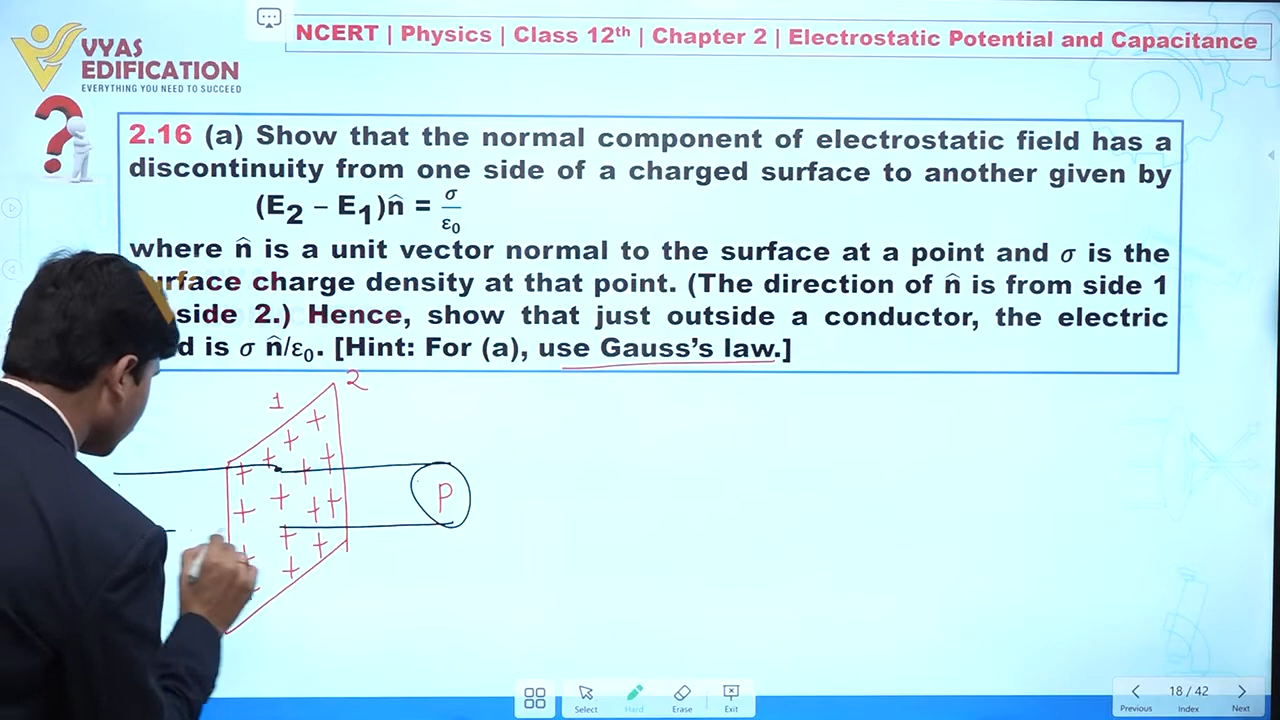 NCERT | Physics | Class 12th | Chapter 2 | Electrostatic Potential and Capacitance
VYAS
EDIFICATION
EVERYTHING YOU NEED TO SUCCEED
2.16 (a) Show that the normal component of electrostatic field has a
discontinuity from one side of a charged surface to another given by
(E₂ – E₁)n̂ = σ/ε₀
where n̂ is a unit vector normal to the surface at a point and σ is the
urface charge density at that point. (The direction of n̂ is from side 1
side 2.) Hence, show that just outside a conductor, the electric
d is σ n̂/ε₀. [Hint: For (a), use Gauss's law.]
1
2
P
Select
Hard
Erase
Exit
Previous
18 / 42
Index
Next